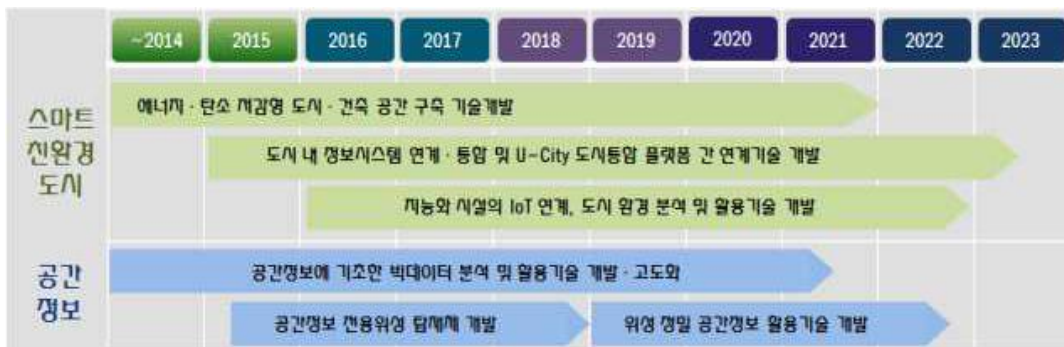 ~2014 2015 2016 2017 2018 2019 2020 2021 2022 2023
스마트
친환경
도시
에너지·탄소 저감형 도시·건축 공간 구축 기술개발
도시 내 정보시스템 연계·통합 및 U-City 도시통합 플랫폼 간 연계기술 개발
지능화 시설의 IoT 연계, 도시 환경 분석 및 활용기술 개발
공간
정보
공간정보에 기초한 빅데이터 분석 및 활용기술 개발·고도화
공간정보 전용위성 탑재체 개발
위성 정밀 공간정보 활용기술 개발